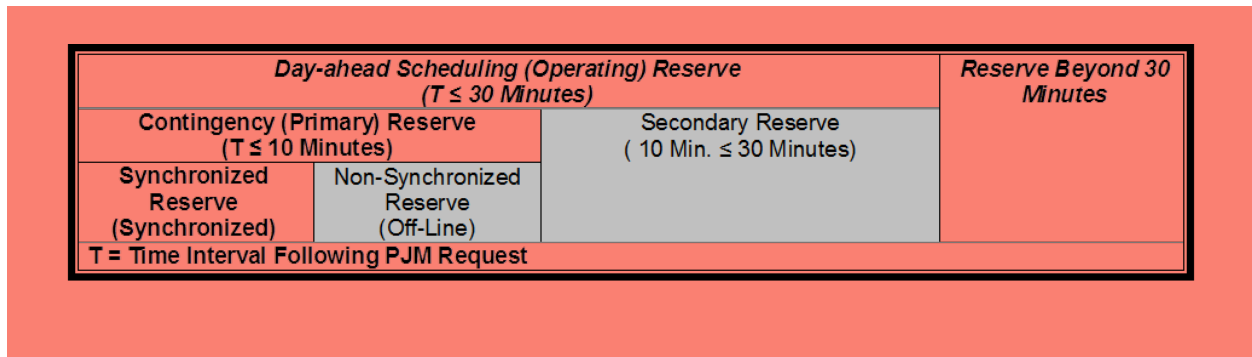 Day-ahead Scheduling (Operating) Reserve
(T ≤ 30 Minutes)
Reserve Beyond 30
Minutes
Contingency (Primary) Reserve
(T ≤ 10 Minutes)
Secondary Reserve
( 10 Min. ≤ 30 Minutes)
Synchronized
Reserve
(Synchronized)
Non-Synchronized
Reserve
(Off-Line)
T = Time Interval Following PJM Request